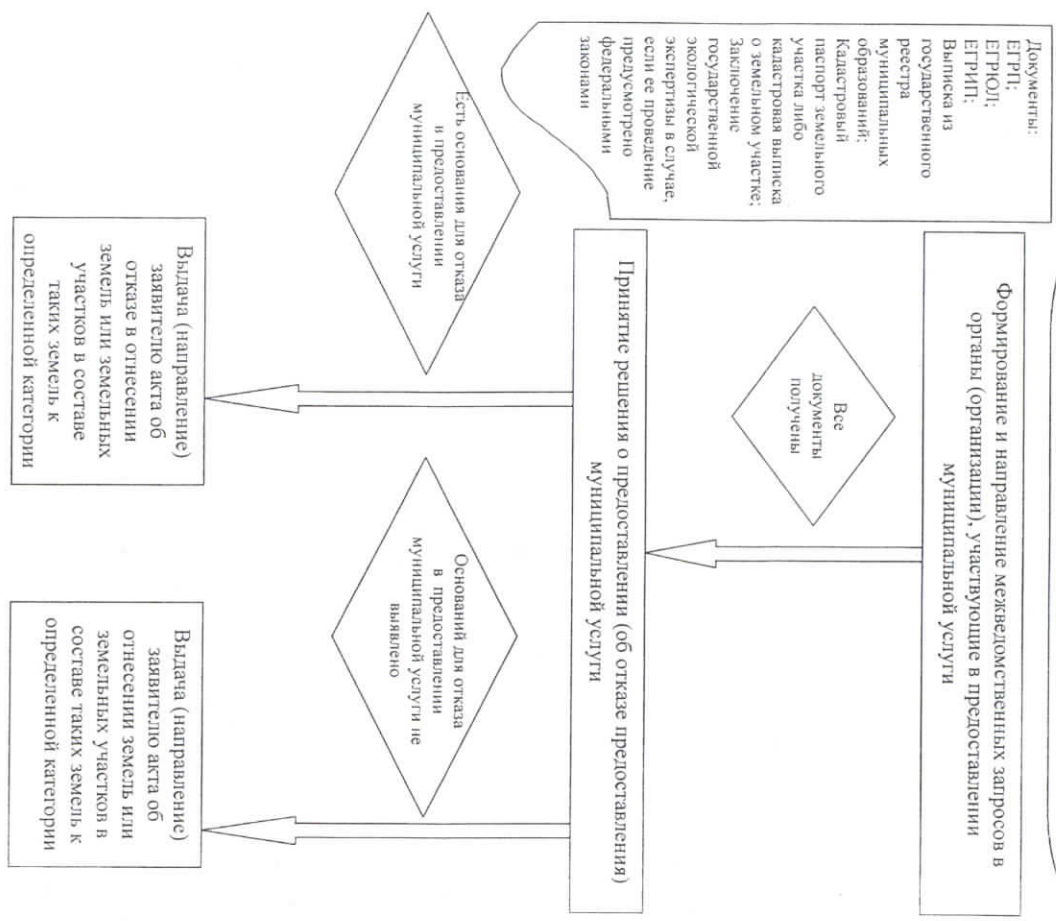 Документы:
ЕГРП;
ЕГРЮЛ;
ЕГРИП;
Выписка из
государственного
реестра
муниципальных
образований;
Кадастровый
паспорт земельного
участка либо
кадастровая выписка
о земельном участке;
Заключение
государственной
экологической
экспертизы в случае,
если ее проведение
предусмотрено
федеральными
законами
Формирование и направление межведомственных запросов в
органы (организации), участвующие в предоставлении
муниципальной услуги
Все
документы
получены
Принятие решения о предоставлении (об отказе предоставления)
муниципальной услуги
Есть основания для отказа
в предоставлении
муниципальной услуги
Оснований для отказа
в предоставлении
муниципальной услуги не
выявлено
Выдача (направление)
заявителю акта об
отказе в отнесении
земель или земельных
участков в составе
таких земель к
определенной категории
Выдача (направление)
заявителю акта об
отнесении земель или
земельных участков в
составе таких земель к
определенной категории